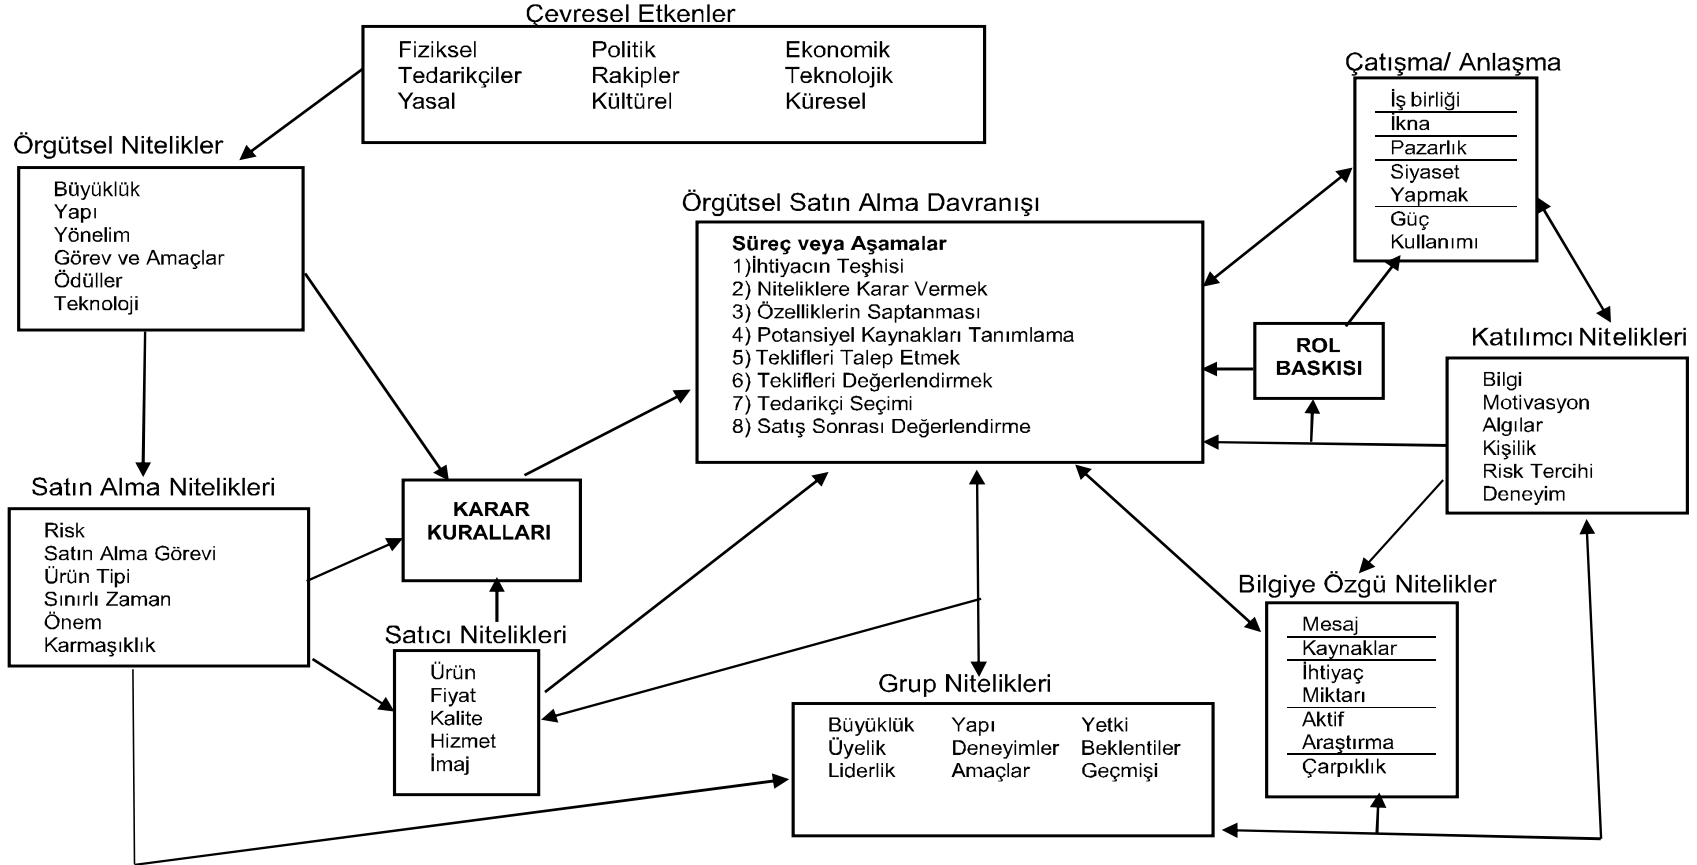 Çevresel Etkenler
Fiziksel Politik Ekonomik
Tedarikçiler Rakipler Teknolojik
Yasal Kültürel Küresel
Çatışma/ Anlaşma
İş birliği
İkna
Pazarlık
Siyaset
Yapmak
Güç
Kullanımı
Örgütsel Nitelikler
Büyüklük
Yapı
Yönelim
Görev ve Amaçlar
Ödüller
Teknoloji
Örgütsel Satın Alma Davranışı
Süreç veya Aşamalar
1)İhtiyacın Teşhisi
2) Niteliklere Karar Vermek
3) Özelliklerin Saptanması
4) Potansiyel Kaynakları Tanımlama
5) Teklifleri Talep Etmek
6) Teklifleri Değerlendirmek
7) Tedarikçi Seçimi
8) Satış Sonrası Değerlendirme
ROL
BASKISI
Katılımcı Nitelikleri
Bilgi
Motivasyon
Algılar
Kişilik
Risk Tercihi
Deneyim
Satın Alma Nitelikleri
Risk
Satın Alma Görevi
Ürün Tipi
Sınırlı Zaman
Önem
Karmaşıklık
KARAR
KURALLARI
Satıcı Nitelikleri
Ürün
Fiyat
Kalite
Hizmet
İmaj
Grup Nitelikleri
Büyüklük Yapı Yetki
Üyelik Deneyimler Beklentiler
Liderlik Amaçlar Geçmişi
Bilgiye Özgü Nitelikler
Mesaj
Kaynaklar
İhtiyaç
Miktarı
Aktif
Araştırma
Çarpıklık